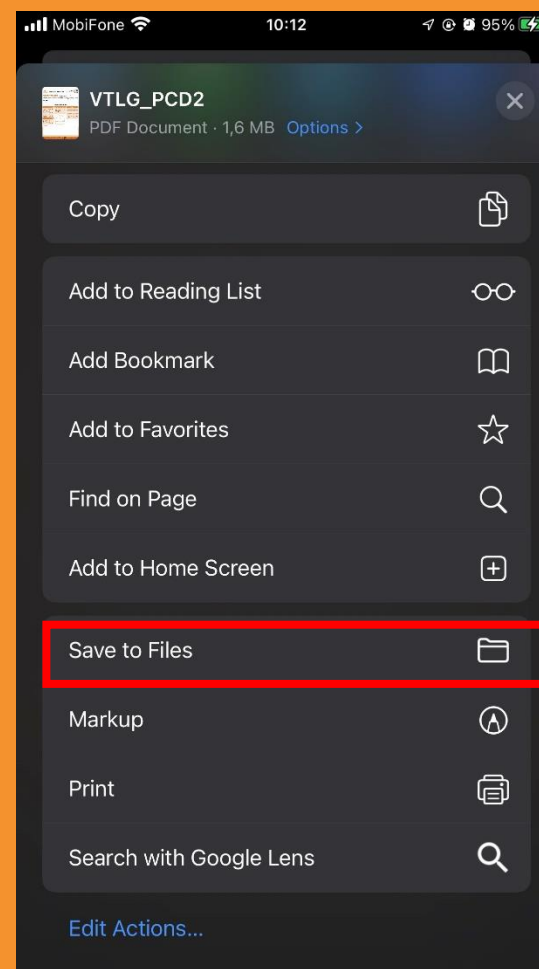 MobiFone 10:12 95%
VTLG_PCD2
PDF Document · 1,6 MB Options >
Copy
Add to Reading List
Add Bookmark
Add to Favorites
Find on Page
Add to Home Screen
Save to Files
Markup
Print
Search with Google Lens
Edit Actions...